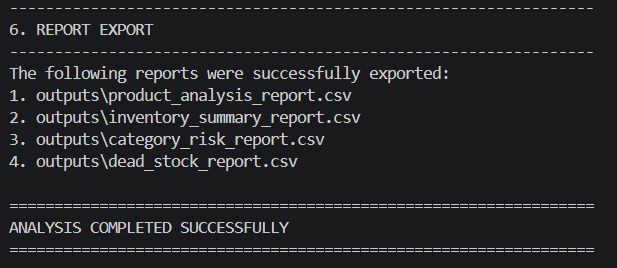 -----------------------------------------------------------------
6. REPORT EXPORT
-----------------------------------------------------------------
The following reports were successfully exported:
1. outputs\product_analysis_report.csv
2. outputs\inventory_summary_report.csv
3. outputs\category_risk_report.csv
4. outputs\dead_stock_report.csv

=================================================================
ANALYSIS COMPLETED SUCCESSFULLY
=================================================================